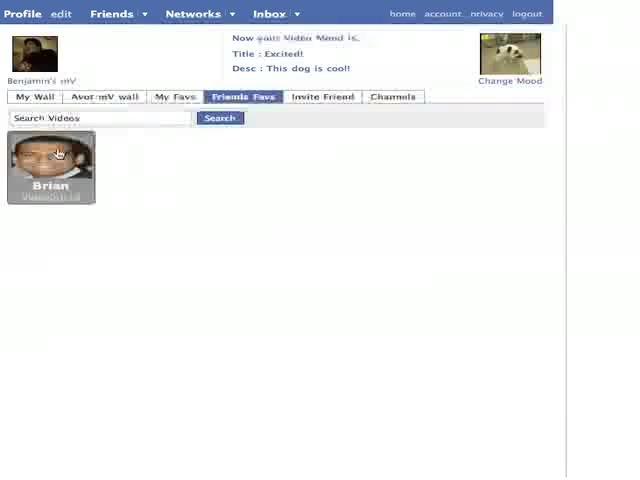 Profile edit Friends Networks Inbox home account privacy logout
Now your Video Mood is.
Title : Excited!
Desc : This dog is cool!
Benjamin's mV
Change Mood
My Wall mV wall My Favs Friends Favs Invite Friend Channels
Search Videos Search
Brian